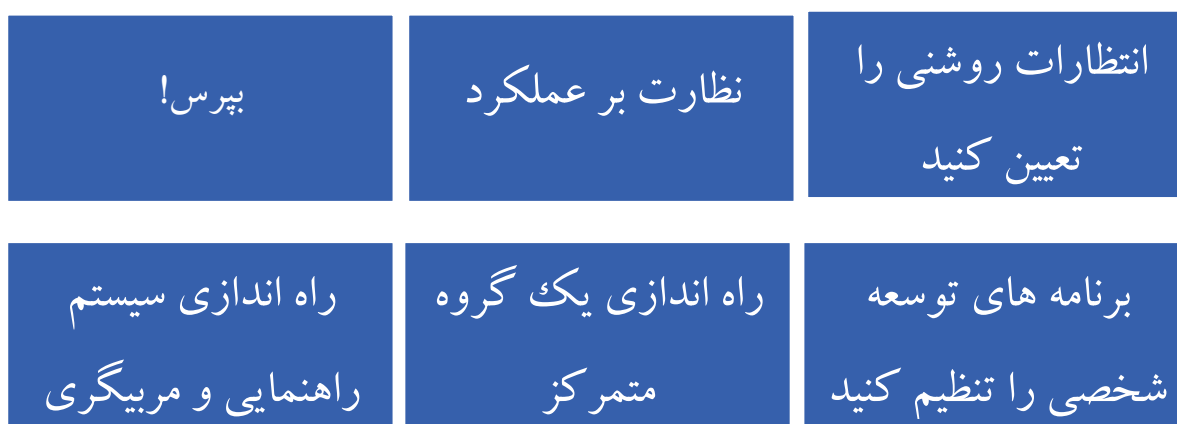 انتظارات روشنی را
تعیین کنید
نظارت بر عملکرد
بپرس!
برنامه های توسعه
شخصی را تنظیم کنید
راه اندازی یک گروه
متمرکز
راه اندازی سیستم
راهنمایی و مربیگری